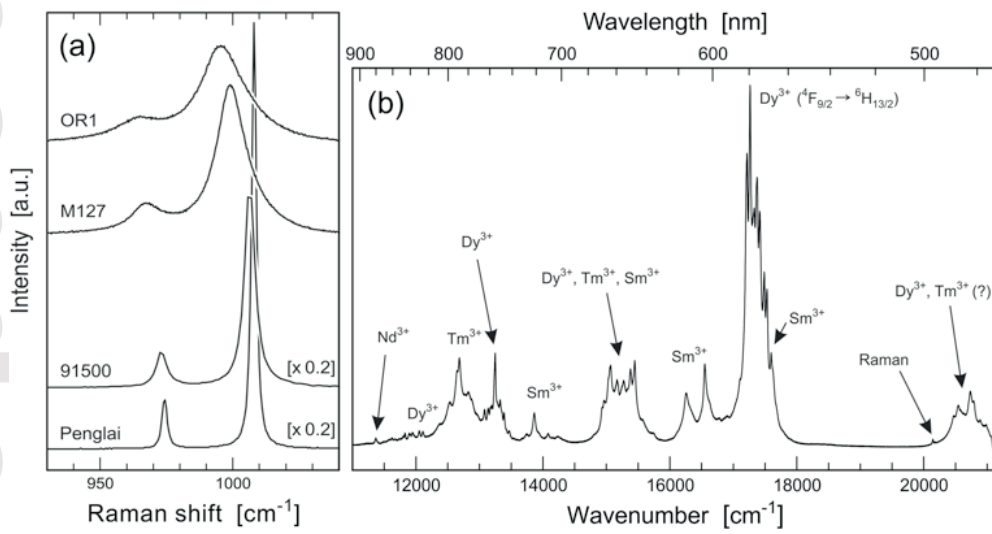 (a)
OR1
M127
91500
[x 0.2]
Penglai
[x 0.2]
950
1000
Raman shift [cm⁻¹]
Intensity [a.u.]
Wavelength [nm]
900
800
700
600
500
(b)
Dy³⁺ (⁴F₉/₂ → ⁶H₁₃/₂)
Dy³⁺
Dy³⁺, Tm³⁺, Sm³⁺
Dy³⁺, Tm³⁺ (?)
Nd³⁺
Tm³⁺
Sm³⁺
Sm³⁺
Raman
Dy³⁺
Sm³⁺
12000
14000
16000
18000
20000
Wavenumber [cm⁻¹]